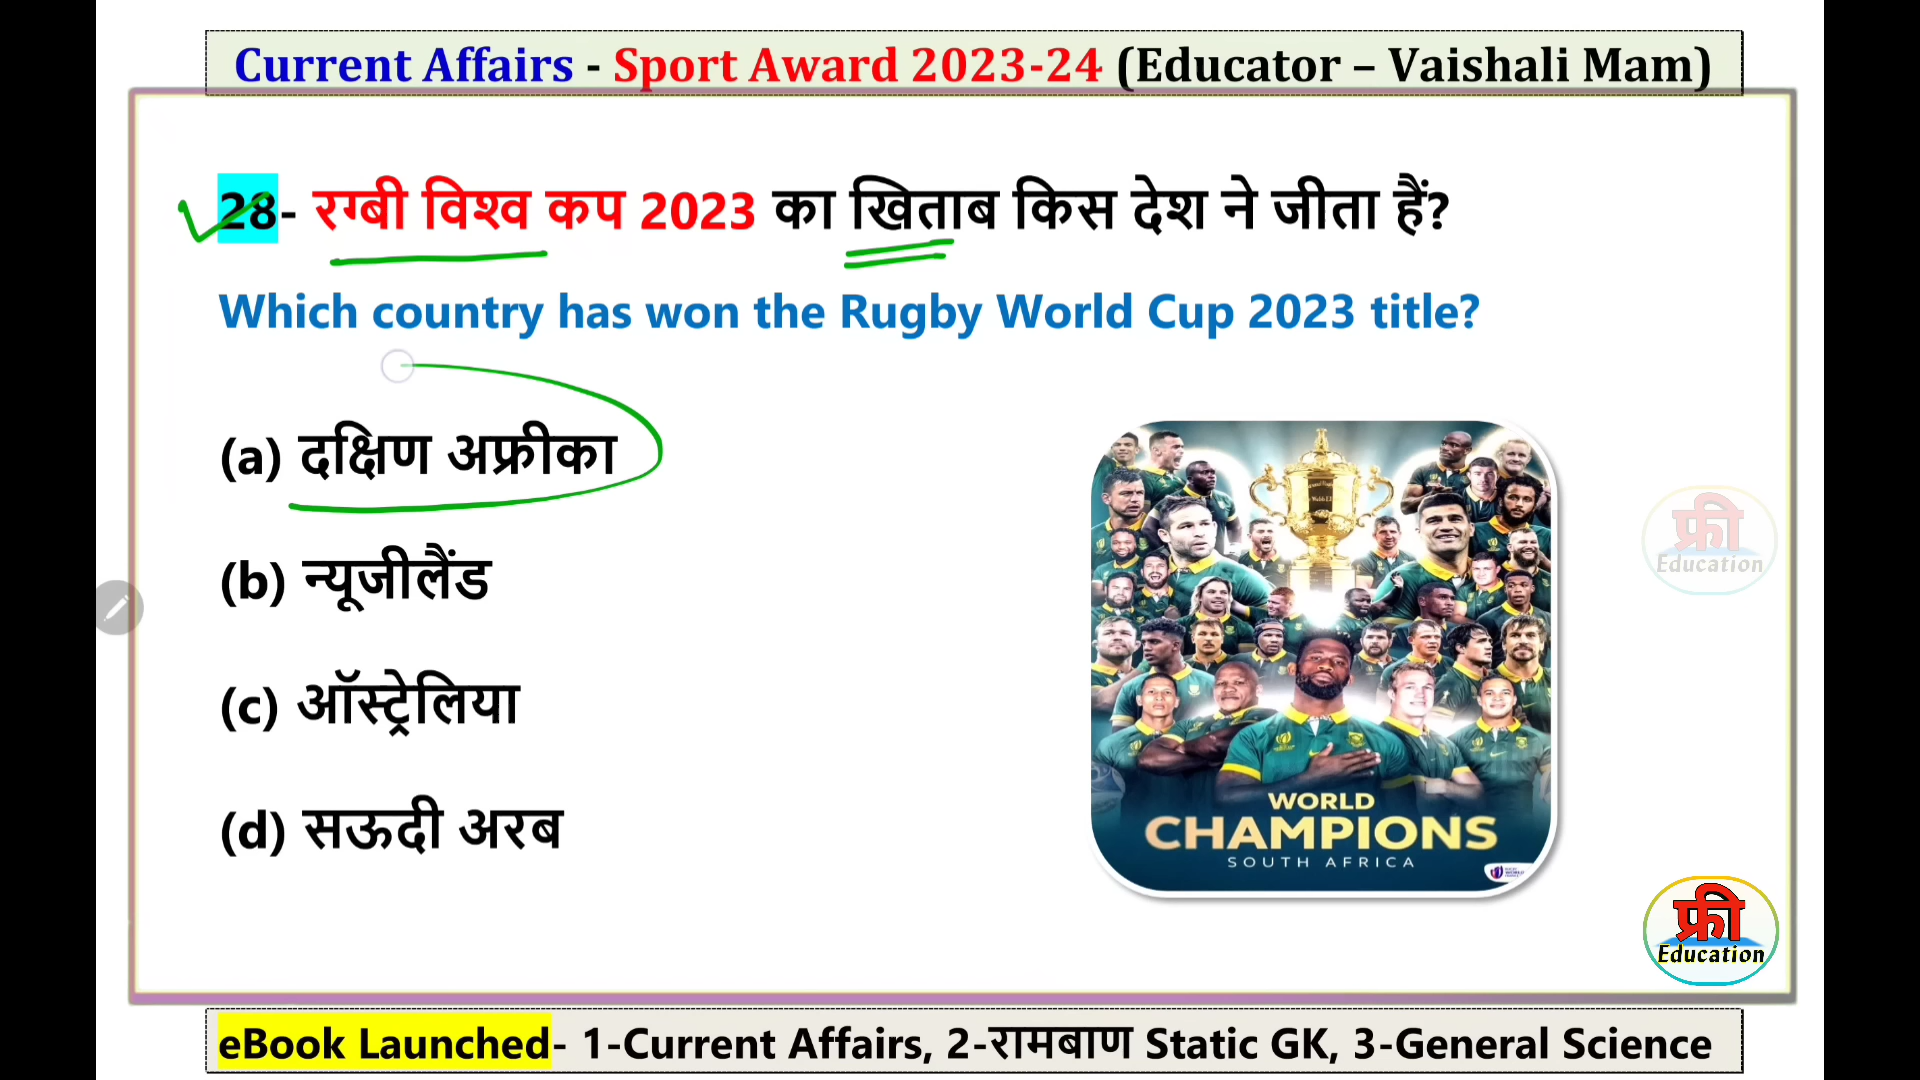 Current Affairs - Sport Award 2023-24 (Educator – Vaishali Mam)
28- रग्बी विश्व कप 2023 का खिताब किस देश ने जीता हैं?
Which country has won the Rugby World Cup 2023 title?
(a) दक्षिण अफ्रीका
(b) न्यूजीलैंड
(c) ऑस्ट्रेलिया
(d) सऊदी अरब
WORLD
CHAMPIONS
SOUTH AFRICA
फ्री
Education
फ्री
Education
eBook Launched- 1-Current Affairs, 2-रामबाण Static GK, 3-General Science